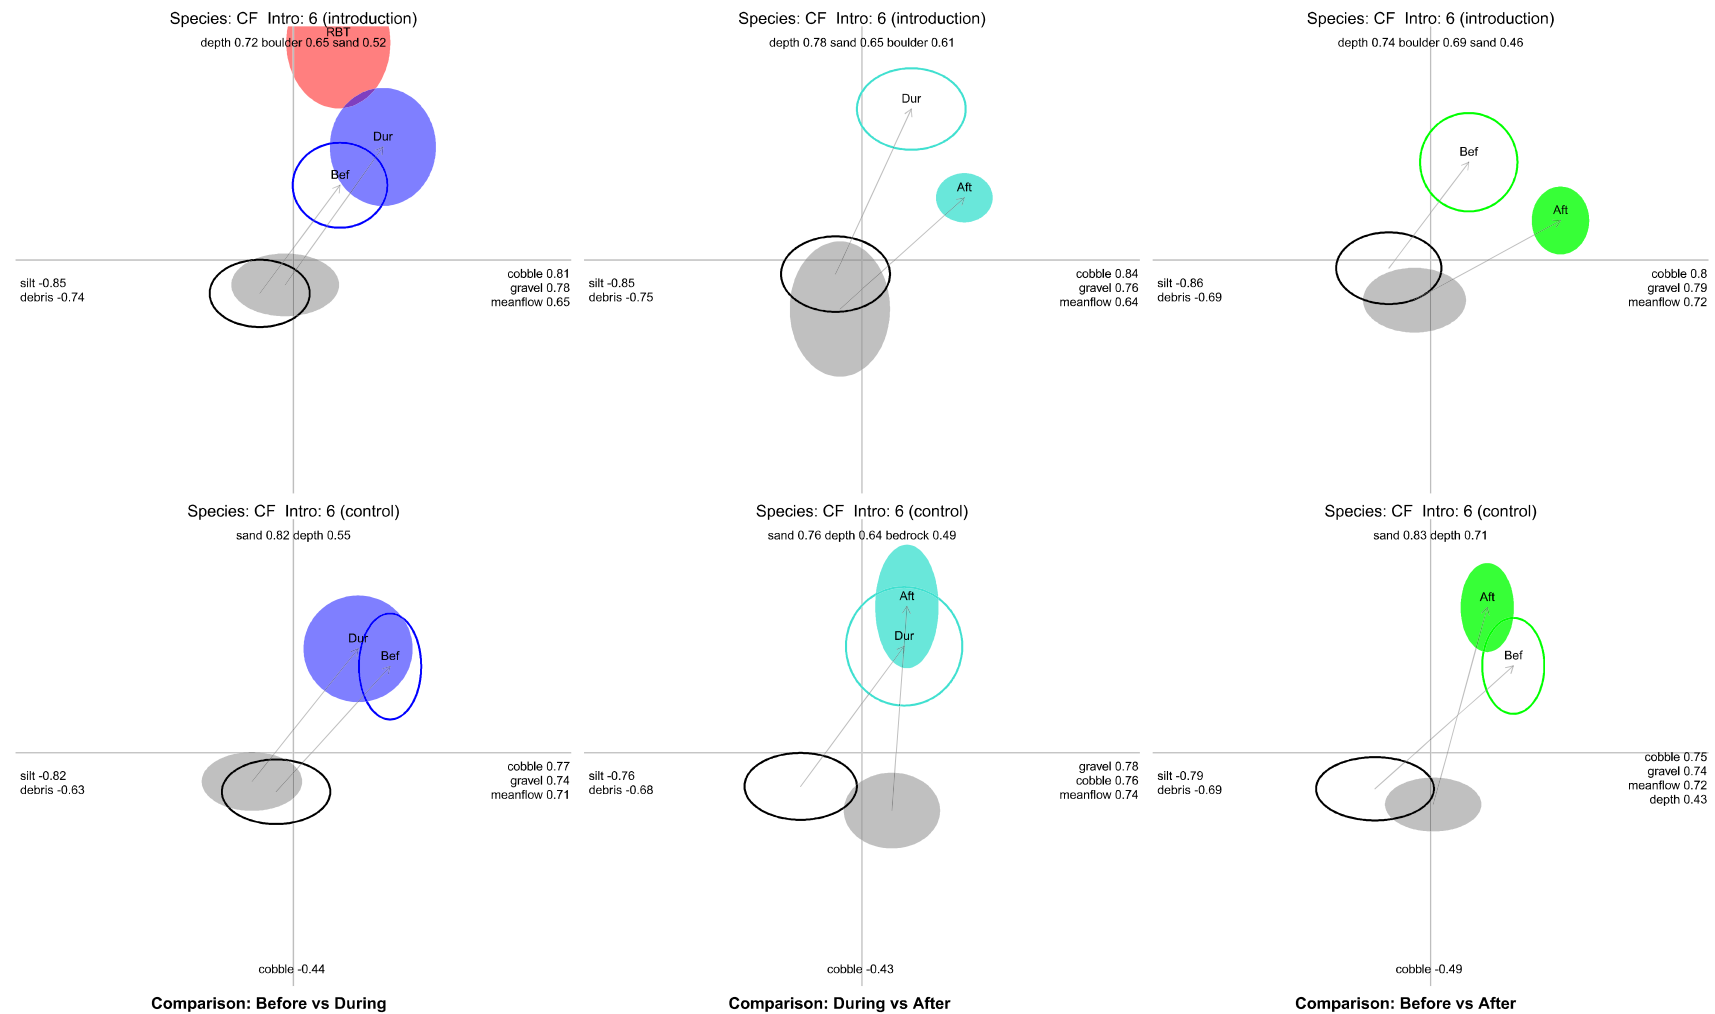 Species: CF  Intro: 6 (introduction)
RBT
depth 0.72 boulder 0.65 sand 0.52
Dur
Bef
silt -0.85
debris -0.74
cobble 0.81
gravel 0.78
meanflow 0.65
Species: CF  Intro: 6 (introduction)
depth 0.78 sand 0.65 boulder 0.61
Dur
Aft
silt -0.85
debris -0.75
cobble 0.84
gravel 0.76
meanflow 0.64
Species: CF  Intro: 6 (introduction)
depth 0.74 boulder 0.69 sand 0.46
Bef
Aft
silt -0.86
debris -0.69
cobble 0.8
gravel 0.79
meanflow 0.72
Species: CF  Intro: 6 (control)
sand 0.82 depth 0.55
Dur
Bef
silt -0.82
debris -0.63
cobble 0.77
gravel 0.74
meanflow 0.71
cobble -0.44
Comparison: Before vs During
Species: CF  Intro: 6 (control)
sand 0.76 depth 0.64 bedrock 0.49
Aft
Dur
silt -0.76
debris -0.68
gravel 0.78
cobble 0.76
meanflow 0.74
cobble -0.43
Comparison: During vs After
Species: CF  Intro: 6 (control)
sand 0.83 depth 0.71
Aft
Bef
silt -0.79
debris -0.69
cobble 0.75
gravel 0.74
meanflow 0.72
depth 0.43
cobble -0.49
Comparison: Before vs After